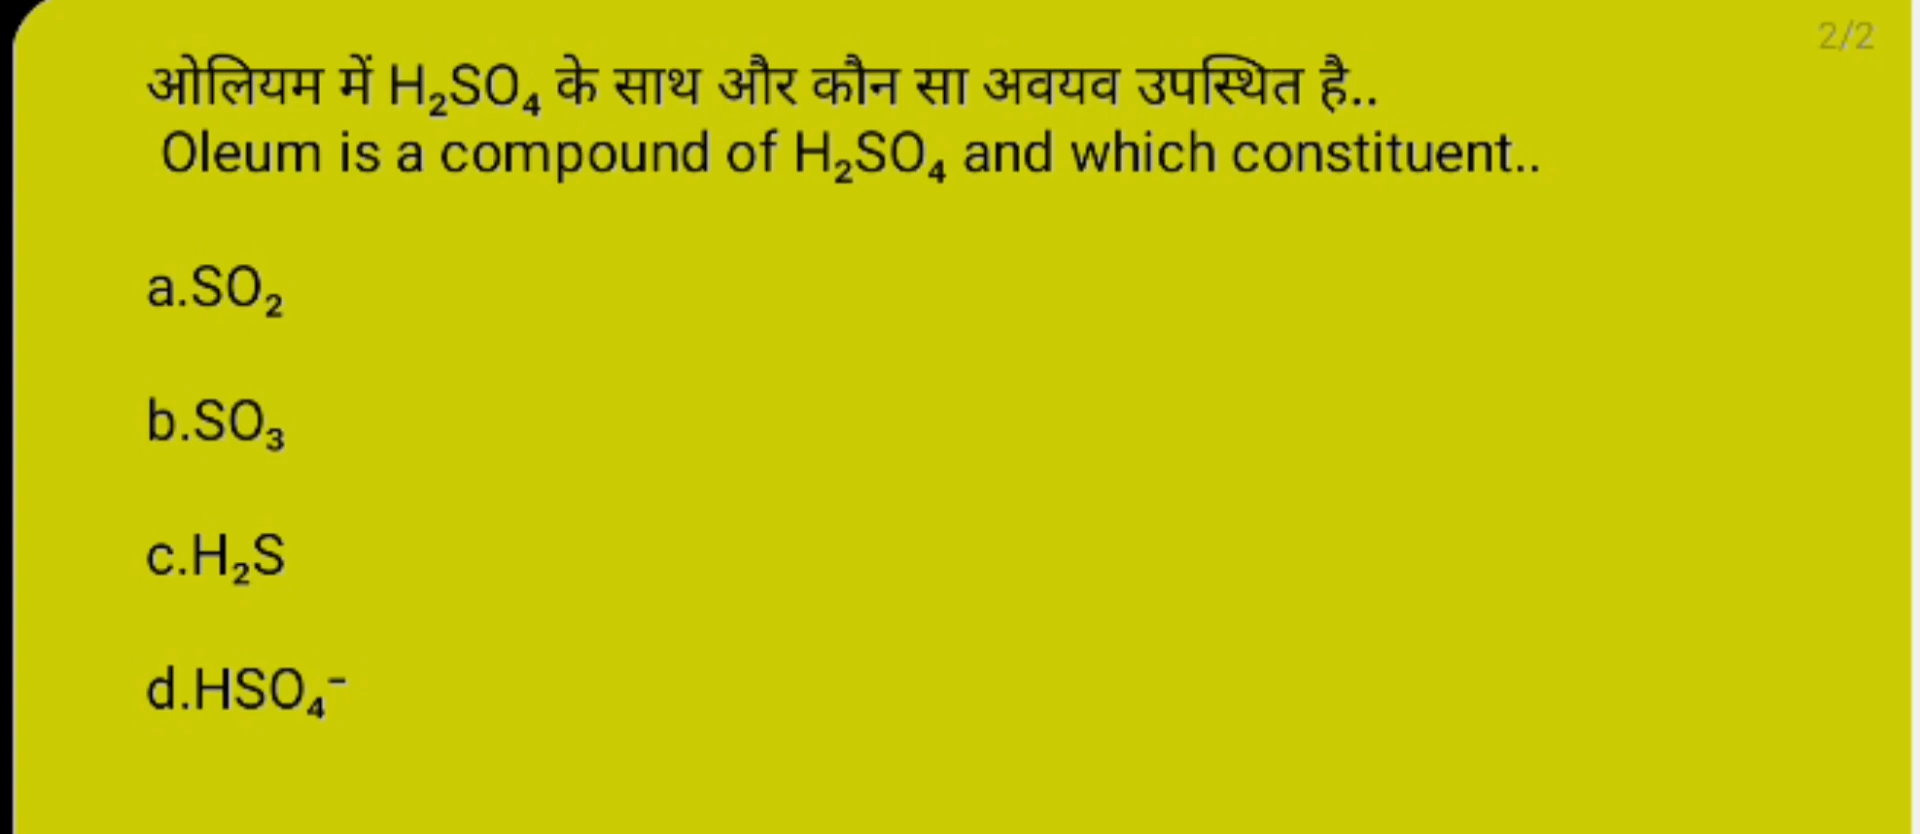 2/2
ओलियम में H₂SO₄ के साथ और कौन सा अवयव उपस्थित है..
Oleum is a compound of H₂SO₄ and which constituent..
a.SO₂
b.SO₃
c.H₂S
d.HSO₄⁻